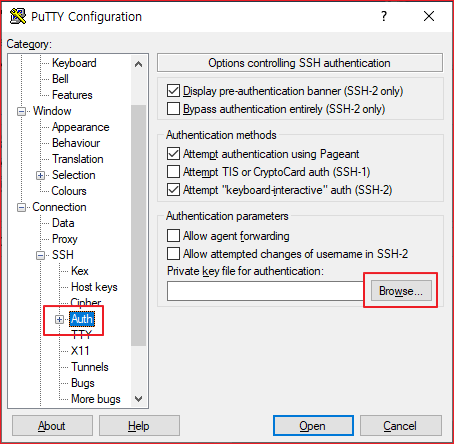 PuTTY Configuration
Category:
Keyboard
Bell
Features
Window
Appearance
Behaviour
Translation
Selection
Colours
Connection
Data
Proxy
SSH
Kex
Host keys
Cipher
Auth
TTY
X11
Tunnels
Bugs
More bugs
Options controlling SSH authentication
Display pre-authentication banner (SSH-2 only)
Bypass authentication entirely (SSH-2 only)
Authentication methods
Attempt authentication using Pageant
Attempt TIS or CryptoCard auth (SSH-1)
Attempt "keyboard-interactive" auth (SSH-2)
Authentication parameters
Allow agent forwarding
Allow attempted changes of username in SSH-2
Private key file for authentication:
Browse...
About
Help
Open
Cancel